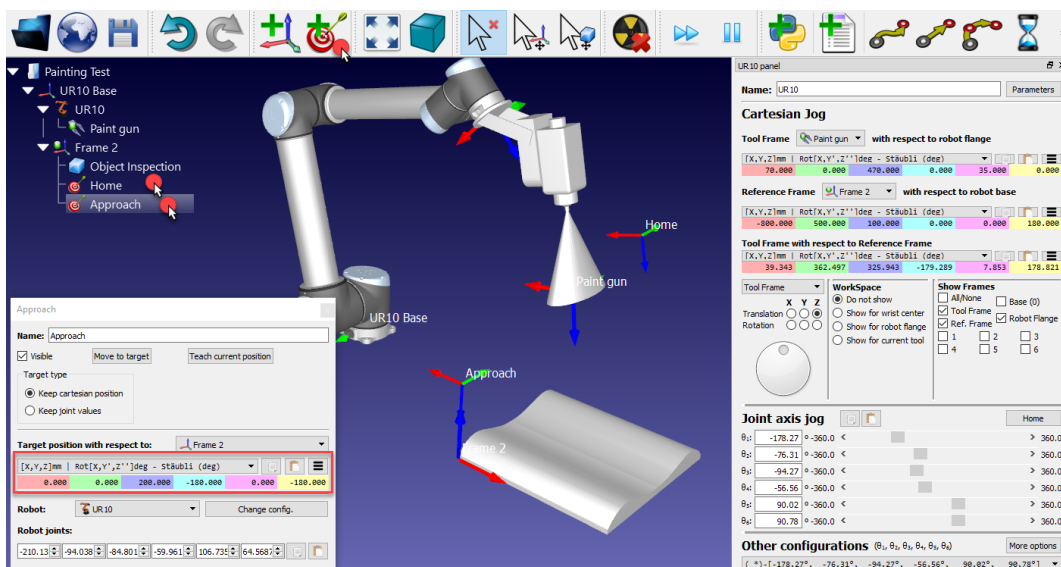 Painting Test
UR10 Base
UR10
Paint gun
Frame 2
Object Inspection
Home
Approach
Home
Paint gun
UR10 Base
Approach
Frame 2
Approach
Name: Approach
Visible Move to target Teach current position
Target type
Keep cartesian position
Keep joint values
Target position with respect to: Frame 2
[X,Y,Z]mm | Rot[X,Y',Z'']deg - Stäubli (deg)
0.000 0.000 200.000 -180.000 0.000 -180.000
Robot: UR10 Change config.
Robot joints:
-210.13 -94.038 -84.801 -59.961 106.735 64.5687
UR10 panel
Name: UR10 Parameters
Cartesian Jog
Tool Frame Paint gun with respect to robot flange
[X,Y,Z]mm | Rot[X,Y',Z'']deg - Stäubli (deg)
70.000 0.000 470.000 0.000 35.000 0.000
Reference Frame Frame 2 with respect to robot base
[X,Y,Z]mm | Rot[X,Y',Z'']deg - Stäubli (deg)
-800.000 500.000 100.000 0.000 0.000 180.000
Tool Frame with respect to Reference Frame
[X,Y,Z]mm | Rot[X,Y',Z'']deg - Stäubli (deg)
39.343 362.497 325.943 -179.289 7.853 178.821
Tool Frame
X Y Z
Translation
Rotation
WorkSpace
Do not show
Show for wrist center
Show for robot flange
Show for current tool
Show Frames
All/None Base (0)
Tool Frame Robot Flange
Ref. Frame
1 2 3
4 5 6
Joint axis jog Home
θ₁: -178.27 ° -360.0 < > 360.0
θ₂: -76.31 ° -360.0 < > 360.0
θ₃: -94.27 ° -360.0 < > 360.0
θ₄: -56.56 ° -360.0 < > 360.0
θ₅: 90.02 ° -360.0 < > 360.0
θ₆: 90.78 ° -360.0 < > 360.0
Other configurations (θ₁, θ₂, θ₃, θ₄, θ₅, θ₆) More options
( *)-[-178.27°, -76.31°, -94.27°, -56.56°, 90.02°, 90.78°]